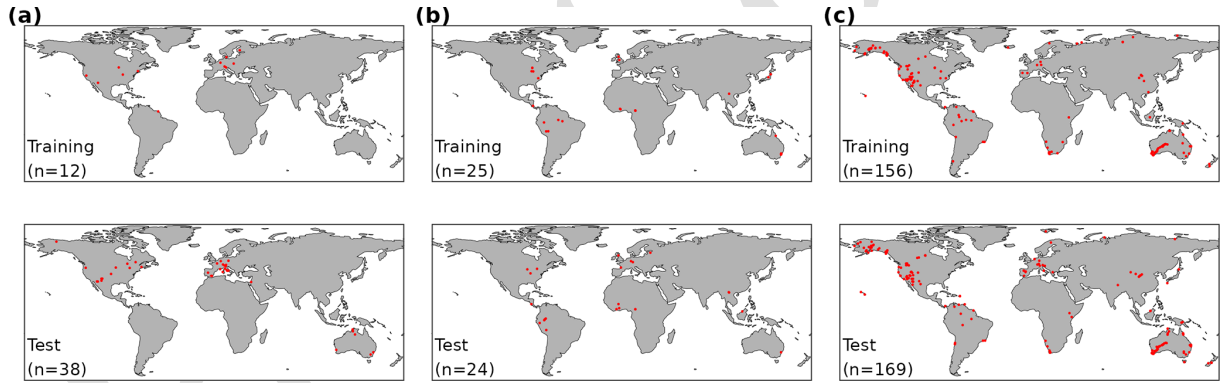 (a) (b) (c)
Training Training Training
(n=12) (n=25) (n=156)
Test Test Test
(n=38) (n=24) (n=169)